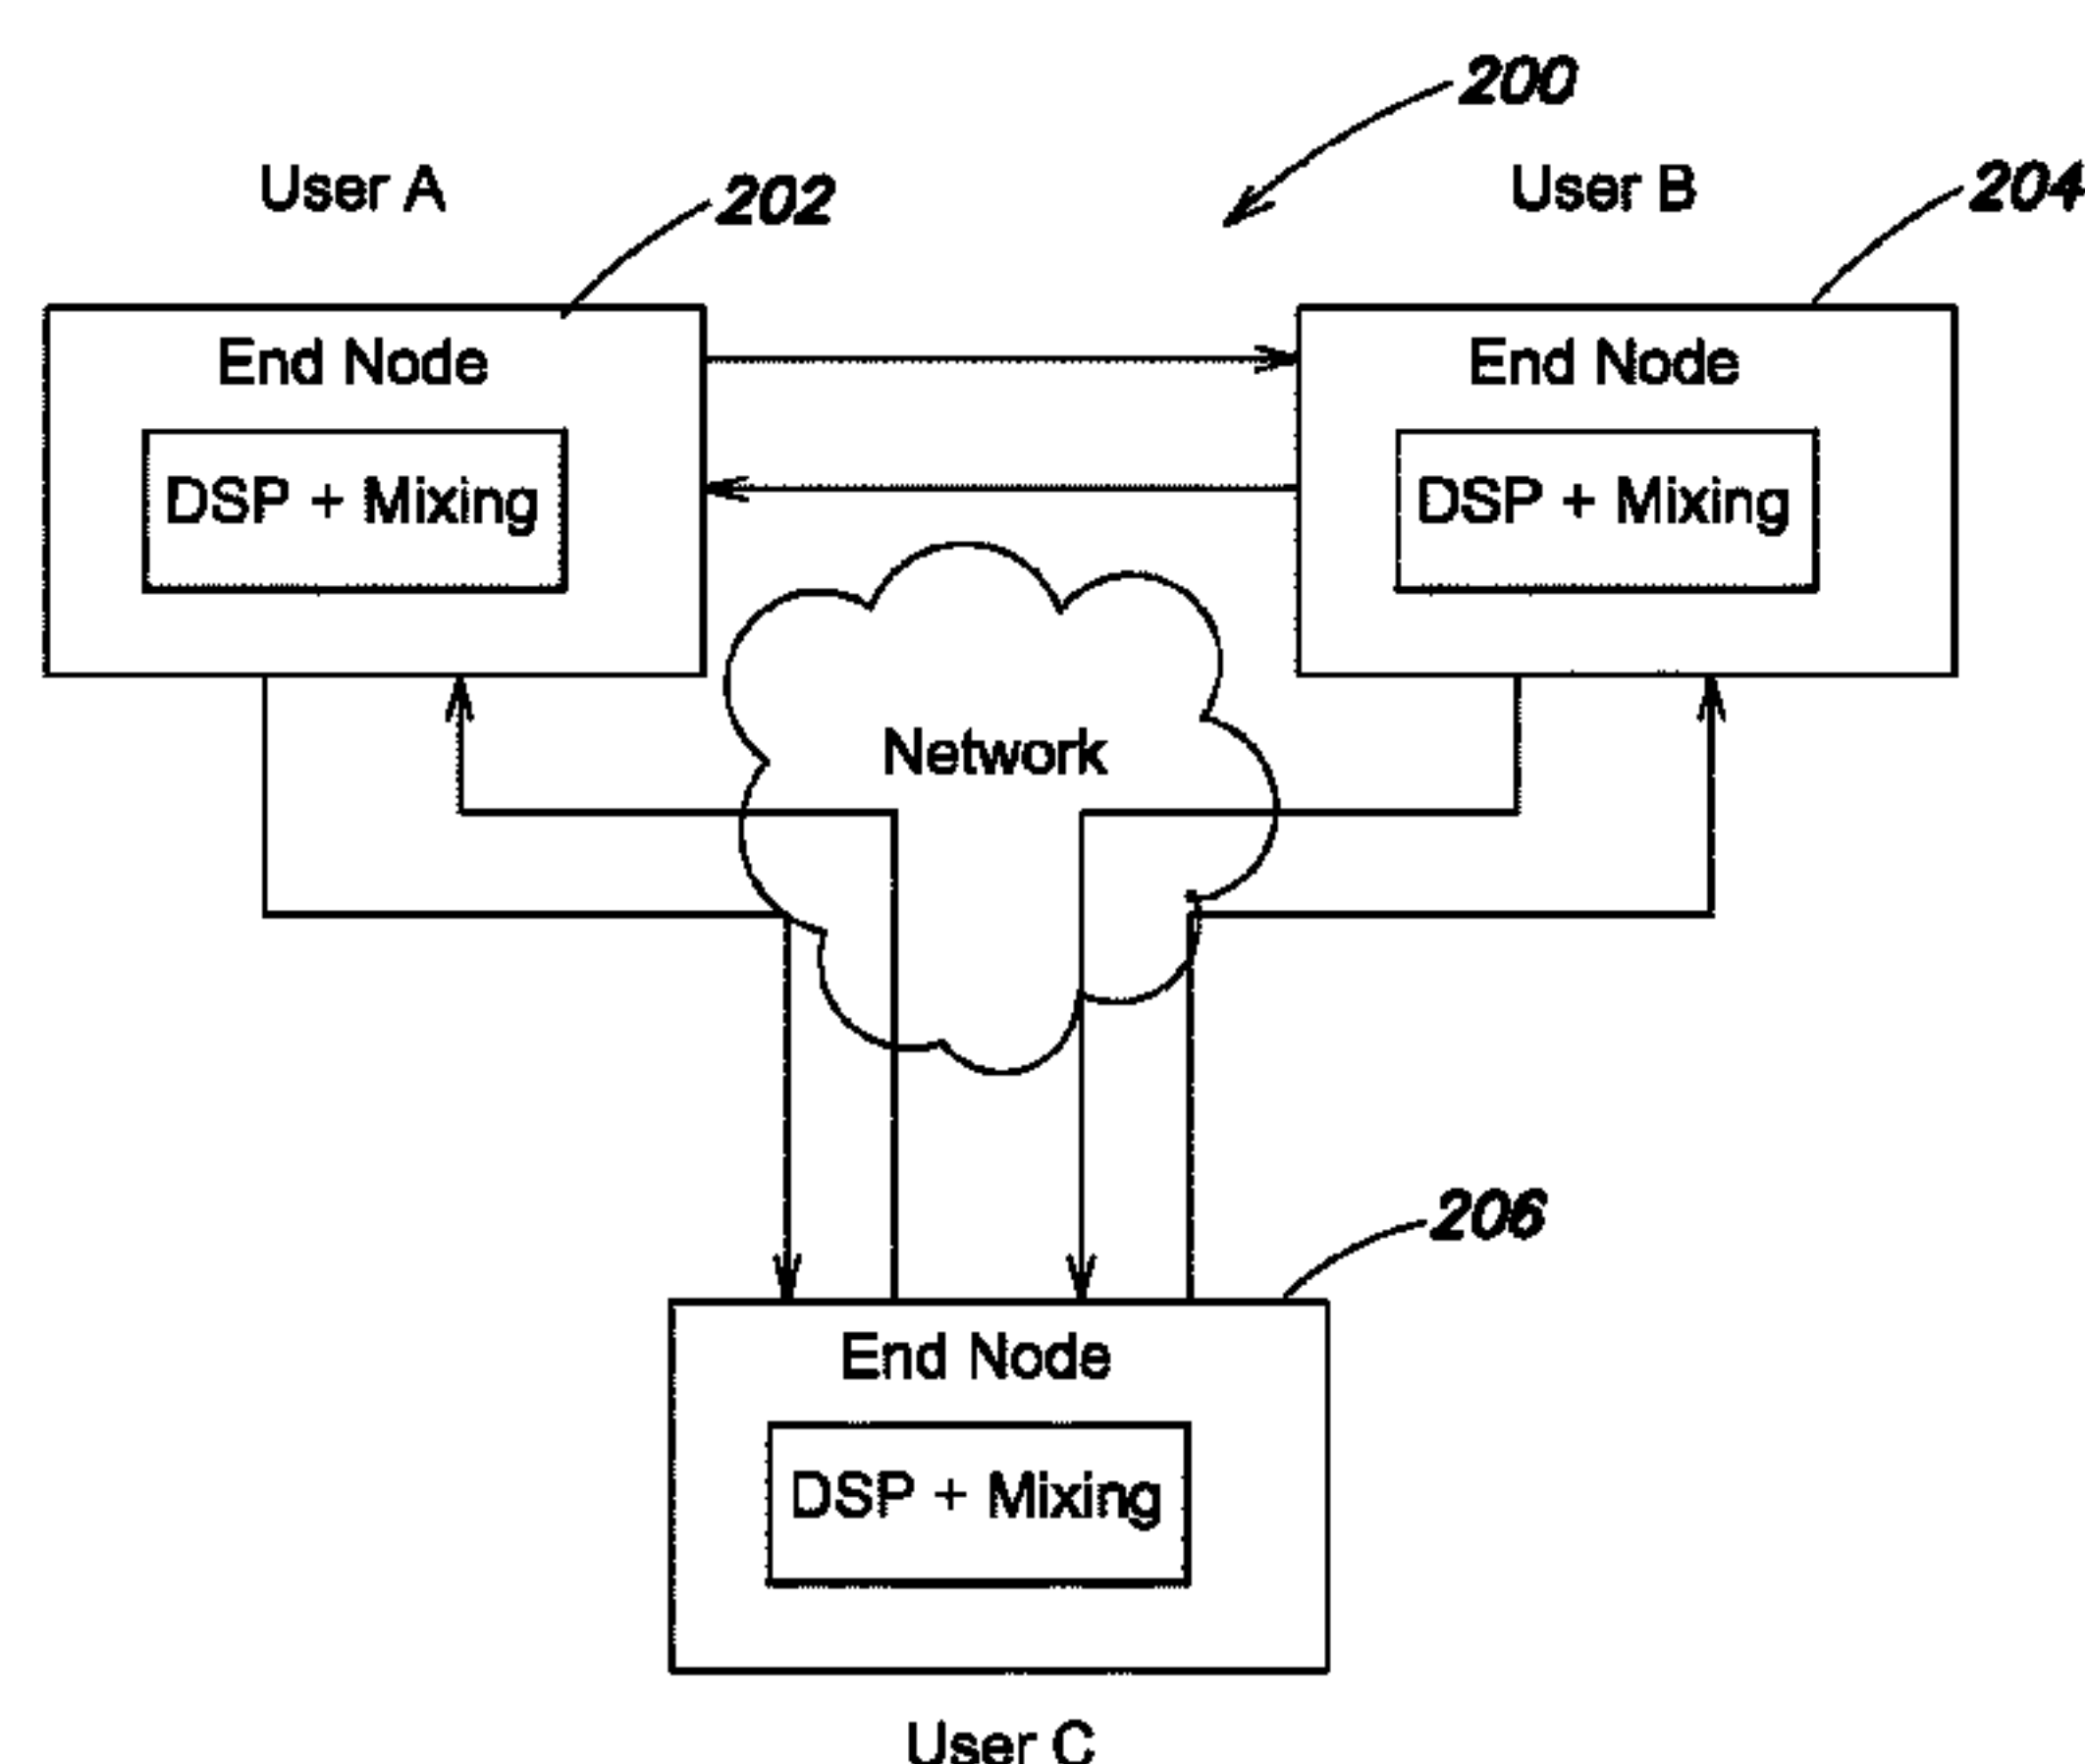 200
User A
202
User B
204
End Node
DSP + Mixing
End Node
DSP + Mixing
Network
206
End Node
DSP + Mixing
User C